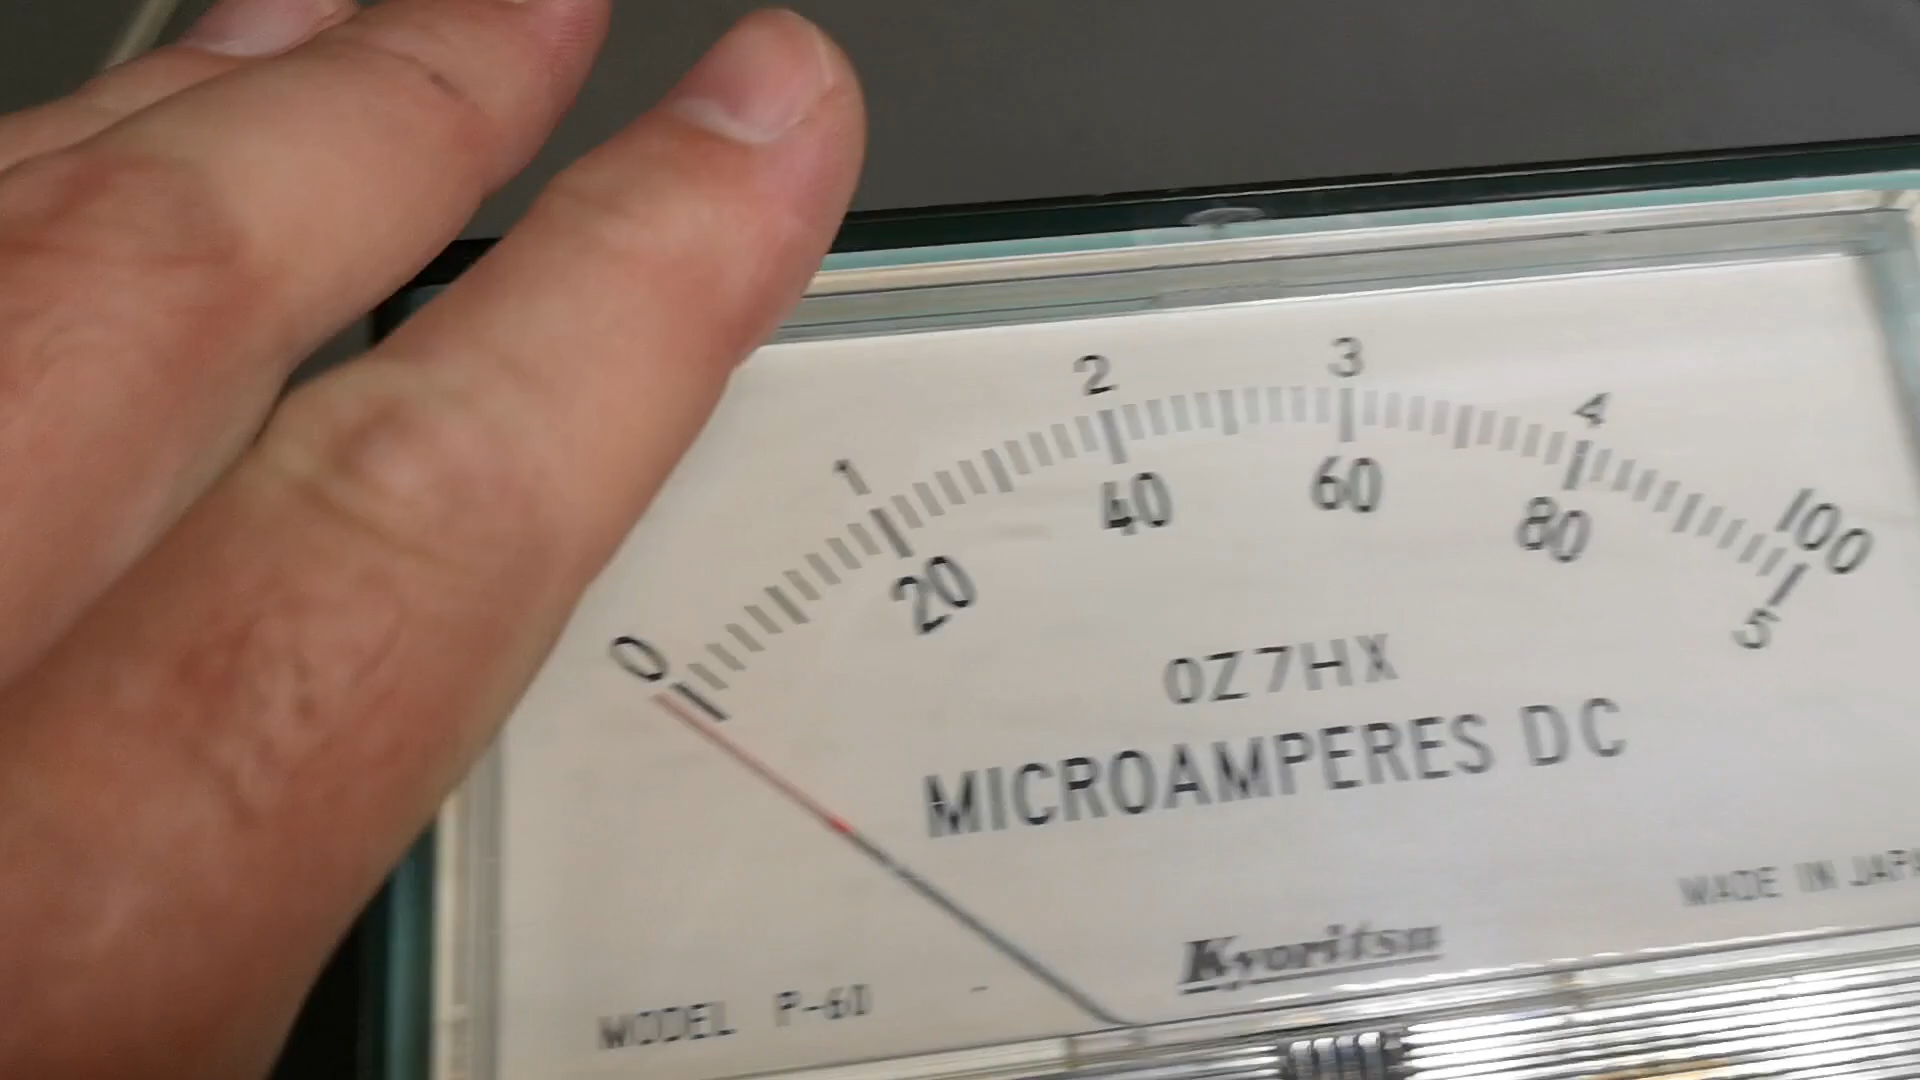 0 1 2 3 4 5
20 40 60 80 100
OZ7HX
MICROAMPERES DC
MADE IN JAPA
Kyoritsu
MODEL P-60